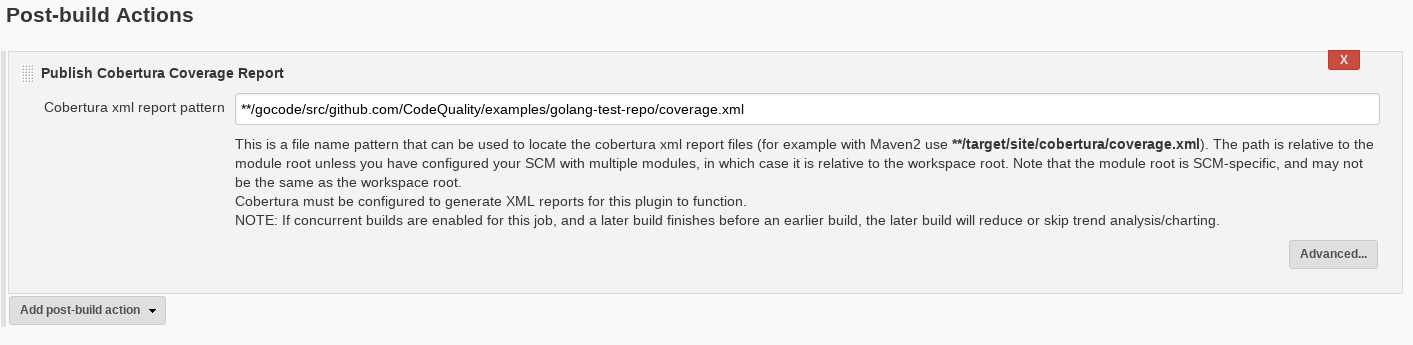 Post-build Actions
X
Publish Cobertura Coverage Report
Cobertura xml report pattern
**/gocode/src/github.com/CodeQuality/examples/golang-test-repo/coverage.xml
This is a file name pattern that can be used to locate the cobertura xml report files (for example with Maven2 use **/target/site/cobertura/coverage.xml). The path is relative to the
module root unless you have configured your SCM with multiple modules, in which case it is relative to the workspace root. Note that the module root is SCM-specific, and may not
be the same as the workspace root.
Cobertura must be configured to generate XML reports for this plugin to function.
NOTE: If concurrent builds are enabled for this job, and a later build finishes before an earlier build, the later build will reduce or skip trend analysis/charting.
Advanced...
Add post-build action